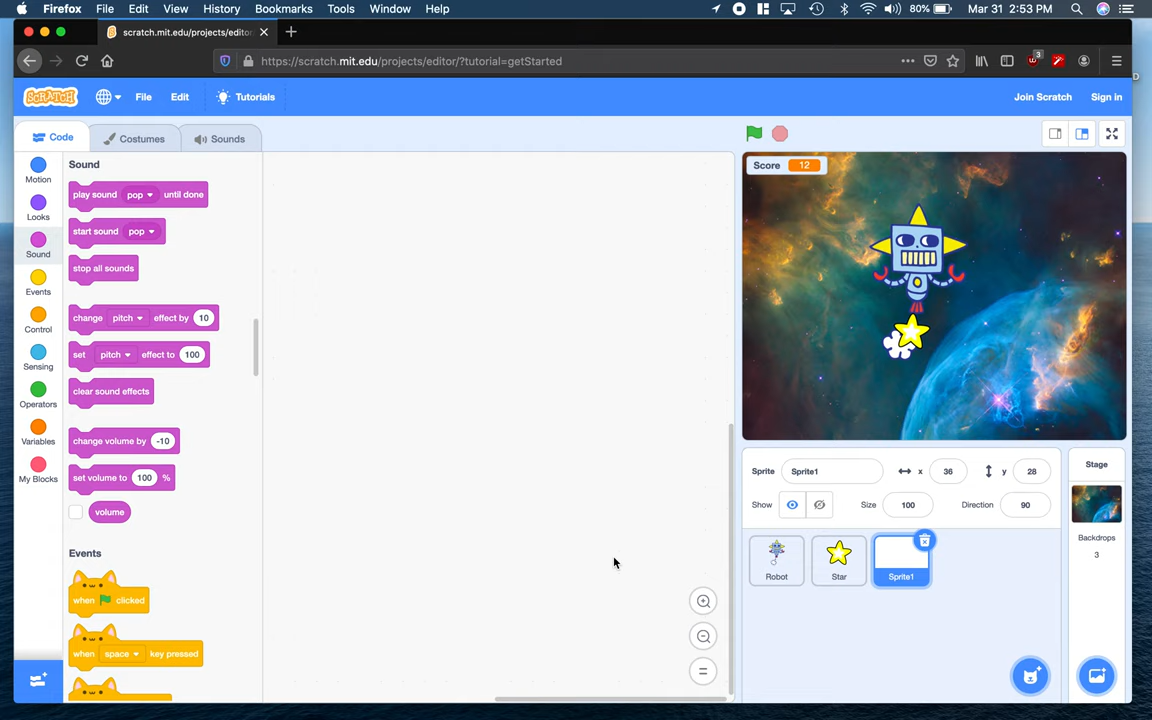 Firefox File Edit View History Bookmarks Tools Window Help 80% Mar 31 2:53 PM
scratch.mit.edu/projects/editor
https://scratch.mit.edu/projects/editor/?tutorial=getStarted 3
SCRATCH File Edit Tutorials Join Scratch Sign in
Code Costumes Sounds
Motion
Looks
Sound
Events
Control
Sensing
Operators
Variables
My Blocks
Sound
play sound pop until done
start sound pop
stop all sounds
change pitch effect by 10
set pitch effect to 100
clear sound effects
change volume by -10
set volume to 100 %
volume
Events
when clicked
when space key pressed
Score 12
Sprite Sprite1 x 36 y 28
Show Size 100 Direction 90
Robot Star Sprite1
Stage
Backdrops
3